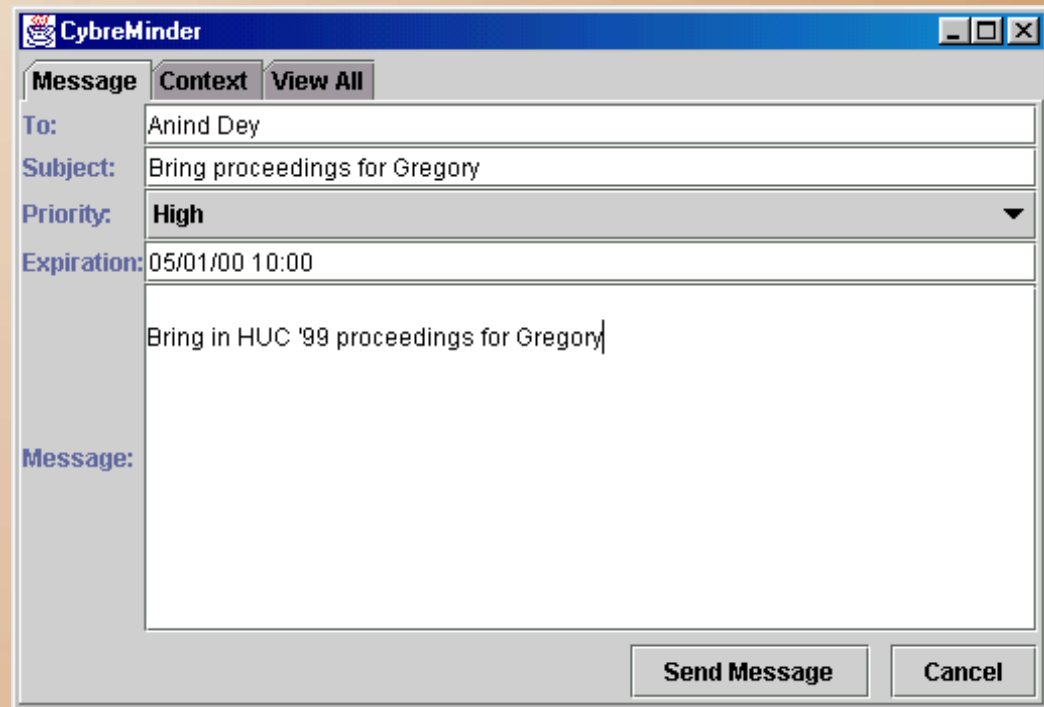 CybreMinder
Message Context View All
To: Anind Dey
Subject: Bring proceedings for Gregory
Priority: High
Expiration: 05/01/00 10:00
Bring in HUC '99 proceedings for Gregory
Message:
Send Message Cancel